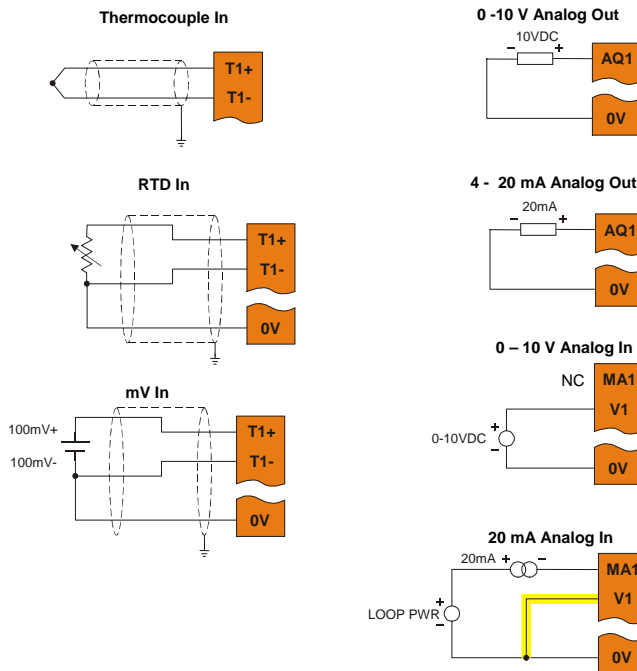 Thermocouple In
T1+
T1-
RTD In
T1+
T1-
0V
mV In
100mV+
100mV-
T1+
T1-
0V
0 -10 V Analog Out
10VDC
− +
AQ1
0V
4 - 20 mA Analog Out
20mA
− +
AQ1
0V
0 – 10 V Analog In
NC MA1
V1
+
0-10VDC
−
0V
20 mA Analog In
20mA + −
MA1
V1
+
LOOP PWR
−
0V